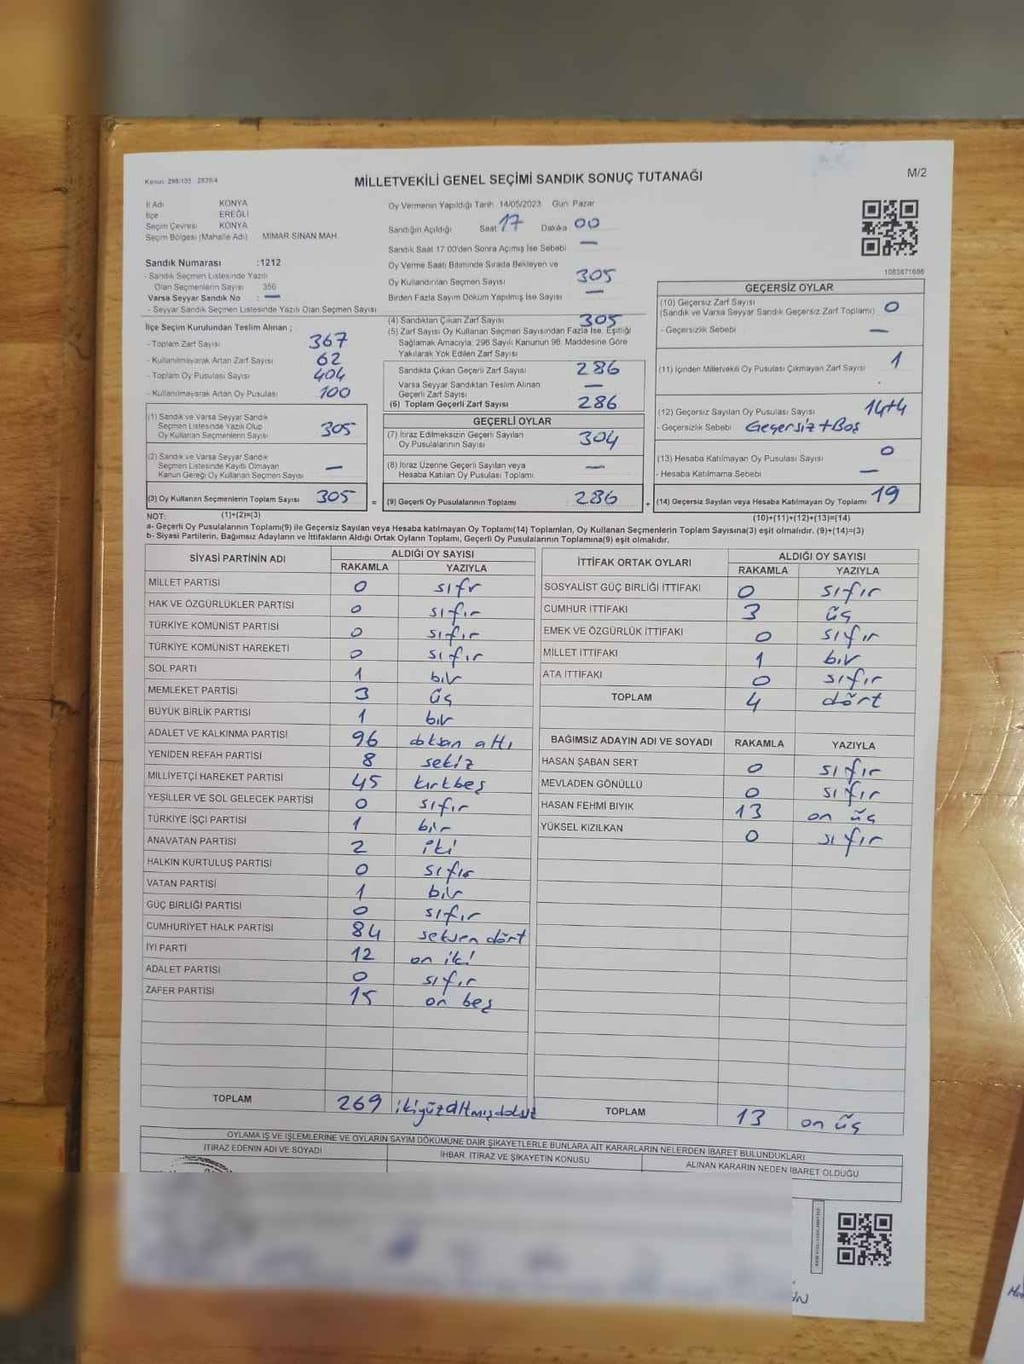 Kanun: 298/105 2839/4
MİLLETVEKİLİ GENEL SEÇİMİ SANDIK SONUÇ TUTANAĞI
M/2
İl Adı KONYA
İlçe EREĞLİ
Seçim Çevresi KONYA
Seçim Bölgesi (Mahalle Adı) MİMAR SİNAN MAH.
Sandık Numarası :1212
- Sandık Seçmen Listesinde Yazılı
Olan Seçmenlerin Sayısı 356
Varsa Seyyar Sandık No : —
- Seyyar Sandık Seçmen Listesinde Yazılı Olan Seçmen Sayısı
Oy Vermenin Yapıldığı Tarih 14/05/2023 Gün: Pazar
Sandığın Açıldığı Saat 17 Dakika 00
Sandık Saat 17:00'den Sonra Açılmış İse Sebebi —
Oy Verme Saati Bitiminde Sırada Bekleyen ve
Oy Kullandırılan Seçmen Sayısı 305
Birden Fazla Sayım Döküm Yapılmış İse Sayısı —
1083671686
İlçe Seçim Kurulundan Teslim Alınan ;
- Toplam Zarf Sayısı 367
- Kullanılmayarak Artan Zarf Sayısı 62
- Toplam Oy Pusulası Sayısı 404
- Kullanılmayarak Artan Oy Pusulası 100
(1) Sandık ve Varsa Seyyar Sandık
Seçmen Listesinde Yazılı Olup
Oy Kullanan Seçmenlerin Sayısı 305
(2) Sandık ve Varsa Seyyar Sandık
Seçmen Listesinde Kayıtlı Olmayan
Kanun Gereği Oy Kullanan Seçmen Sayısı —
(3) Oy Kullanan Seçmenlerin Toplam Sayısı 305 =
(4) Sandıktan Çıkan Zarf Sayısı 305
(5) Zarf Sayısı Oy Kullanan Seçmen Sayısından Fazla İse, Eşitliği
Sağlamak Amacıyla, 298 Sayılı Kanunun 98. Maddesine Göre
Yakılarak Yok Edilen Zarf Sayısı
Sandıkta Çıkan Geçerli Zarf Sayısı 286
Varsa Seyyar Sandıktan Teslim Alınan
Geçerli Zarf Sayısı —
(6) Toplam Geçerli Zarf Sayısı 286
GEÇERLİ OYLAR
(7) İtiraz Edilmeksizin Geçerli Sayılan
Oy Pusulalarının Sayısı 304
(8) İtiraz Üzerine Geçerli Sayılan veya
Hesaba Katılan Oy Pusulası Toplamı —
(9) Geçerli Oy Pusulalarının Toplamı 286 +
GEÇERSİZ OYLAR
(10) Geçersiz Zarf Sayısı
(Sandık ve Varsa Seyyar Sandık Geçersiz Zarf Toplamı) 0
- Geçersizlik Sebebi —
(11) İçinden Milletvekili Oy Pusulası Çıkmayan Zarf Sayısı 1
(12) Geçersiz Sayılan Oy Pusulası Sayısı 14+4
- Geçersizlik Sebebi Geçersiz+Boş
(13) Hesaba Katılmayan Oy Pusulası Sayısı 0
- Hesaba Katılmama Sebebi —
(14) Geçersiz Sayılan veya Hesaba Katılmayan Oy Toplamı 19
NOT: (1)+(2)=(3) (10)+(11)+(12)+(13)=(14)
a- Geçerli Oy Pusulalarının Toplamı(9) ile Geçersiz Sayılan veya Hesaba katılmayan Oy Toplamı(14) Toplamları, Oy Kullanan Seçmenlerin Toplam Sayısına(3) eşit olmalıdır. (9)+(14)=(3)
b- Siyasi Partilerin, Bağımsız Adayların ve İttifakların Aldığı Ortak Oyların Toplamı, Geçerli Oy Pusulalarının Toplamına(9) eşit olmalıdır.
SİYASİ PARTİNİN ADI ALDIĞI OY SAYISI
RAKAMLA YAZIYLA
MİLLET PARTİSİ 0 sıfr
HAK VE ÖZGÜRLÜKLER PARTİSİ 0 sıfır
TÜRKİYE KOMÜNİST PARTİSİ 0 sıfır
TÜRKİYE KOMÜNİST HAREKETİ 0 sıfır
SOL PARTİ 1 bir
MEMLEKET PARTİSİ 3 üç
BÜYÜK BİRLİK PARTİSİ 1 bir
ADALET VE KALKINMA PARTİSİ 96 doksan altı
YENİDEN REFAH PARTİSİ 8 sekiz
MİLLİYETÇİ HAREKET PARTİSİ 45 kırkbeş
YEŞİLLER VE SOL GELECEK PARTİSİ 0 sıfır
TÜRKİYE İŞÇİ PARTİSİ 1 bir
ANAVATAN PARTİSİ 2 iki
HALKIN KURTULUŞ PARTİSİ 0 sıfır
VATAN PARTİSİ 1 bir
GÜÇ BİRLİĞİ PARTİSİ 0 sıfır
CUMHURİYET HALK PARTİSİ 84 seksen dört
İYİ PARTİ 12 on iki
ADALET PARTİSİ 0 sıfır
ZAFER PARTİSİ 15 on beş
TOPLAM 269 ikiyüzaltmışdokuz
İTTİFAK ORTAK OYLARI ALDIĞI OY SAYISI
RAKAMLA YAZIYLA
SOSYALİST GÜÇ BİRLİĞİ İTTİFAKI 0 sıfır
CUMHUR İTTİFAKI 3 üç
EMEK VE ÖZGÜRLÜK İTTİFAKI 0 sıfır
MİLLET İTTİFAKI 1 bir
ATA İTTİFAKI 0 sıfır
TOPLAM 4 dört
BAĞIMSIZ ADAYIN ADI VE SOYADI RAKAMLA YAZIYLA
HASAN ŞABAN SERT 0 sıfır
MEVLADEN GÖNÜLLÜ 0 sıfır
HASAN FEHMİ BIYIK 13 on üç
YÜKSEL KIZILKAN 0 sıfır
TOPLAM 13 on üç
OYLAMA İŞ VE İŞLEMLERİNE VE OYLARIN SAYIM DÖKÜMÜNE DAİR ŞİKAYETLERLE BUNLARA AİT KARARLARIN NELERDEN İBARET BULUNDUKLARI
İTİRAZ EDENİN ADI VE SOYADI İHBAR, İTİRAZ VE ŞİKAYETİN KONUSU ALINAN KARARIN NEDEN İBARET OLDUĞU